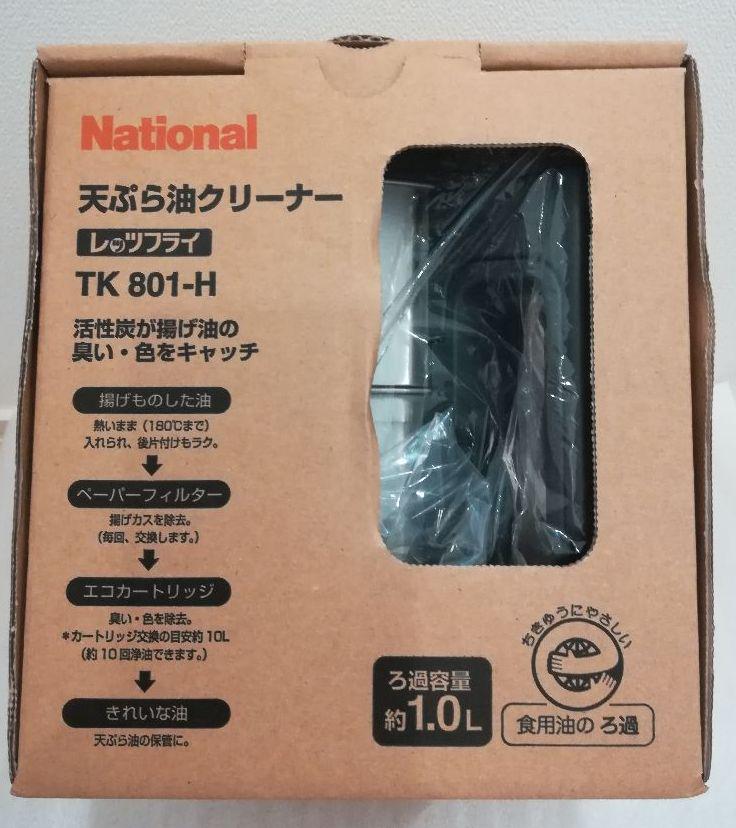 National
天ぷら油クリーナー
レッツフライ
TK 801-H
活性炭が揚げ油の
臭い・色をキャッチ
揚げものした油
熱いまま（180℃まで）
入れられ、後片付けもラク。
ペーパーフィルター
揚げカスを除去。
（毎回、交換します。）
エコカートリッジ
臭い・色を除去。
＊カートリッジ交換の目安約10L
（約10回浄油できます。）
きれいな油
天ぷら油の保管に。
ろ過容量
約1.0L
ちきゅうにやさしい
食用油の ろ過